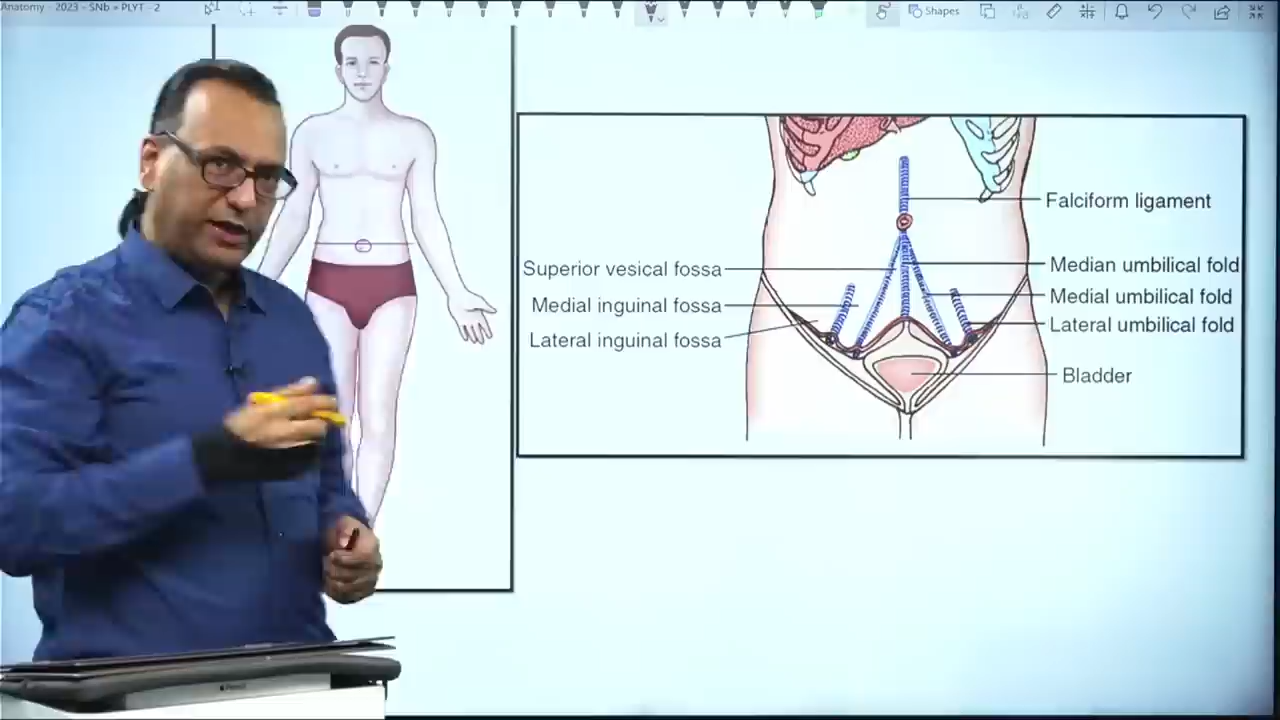 Anatomy - 2023 - SNb = PLYT - 2
Shapes
Falciform ligament
Superior vesical fossa
Median umbilical fold
Medial inguinal fossa
Medial umbilical fold
Lateral inguinal fossa
Lateral umbilical fold
Bladder